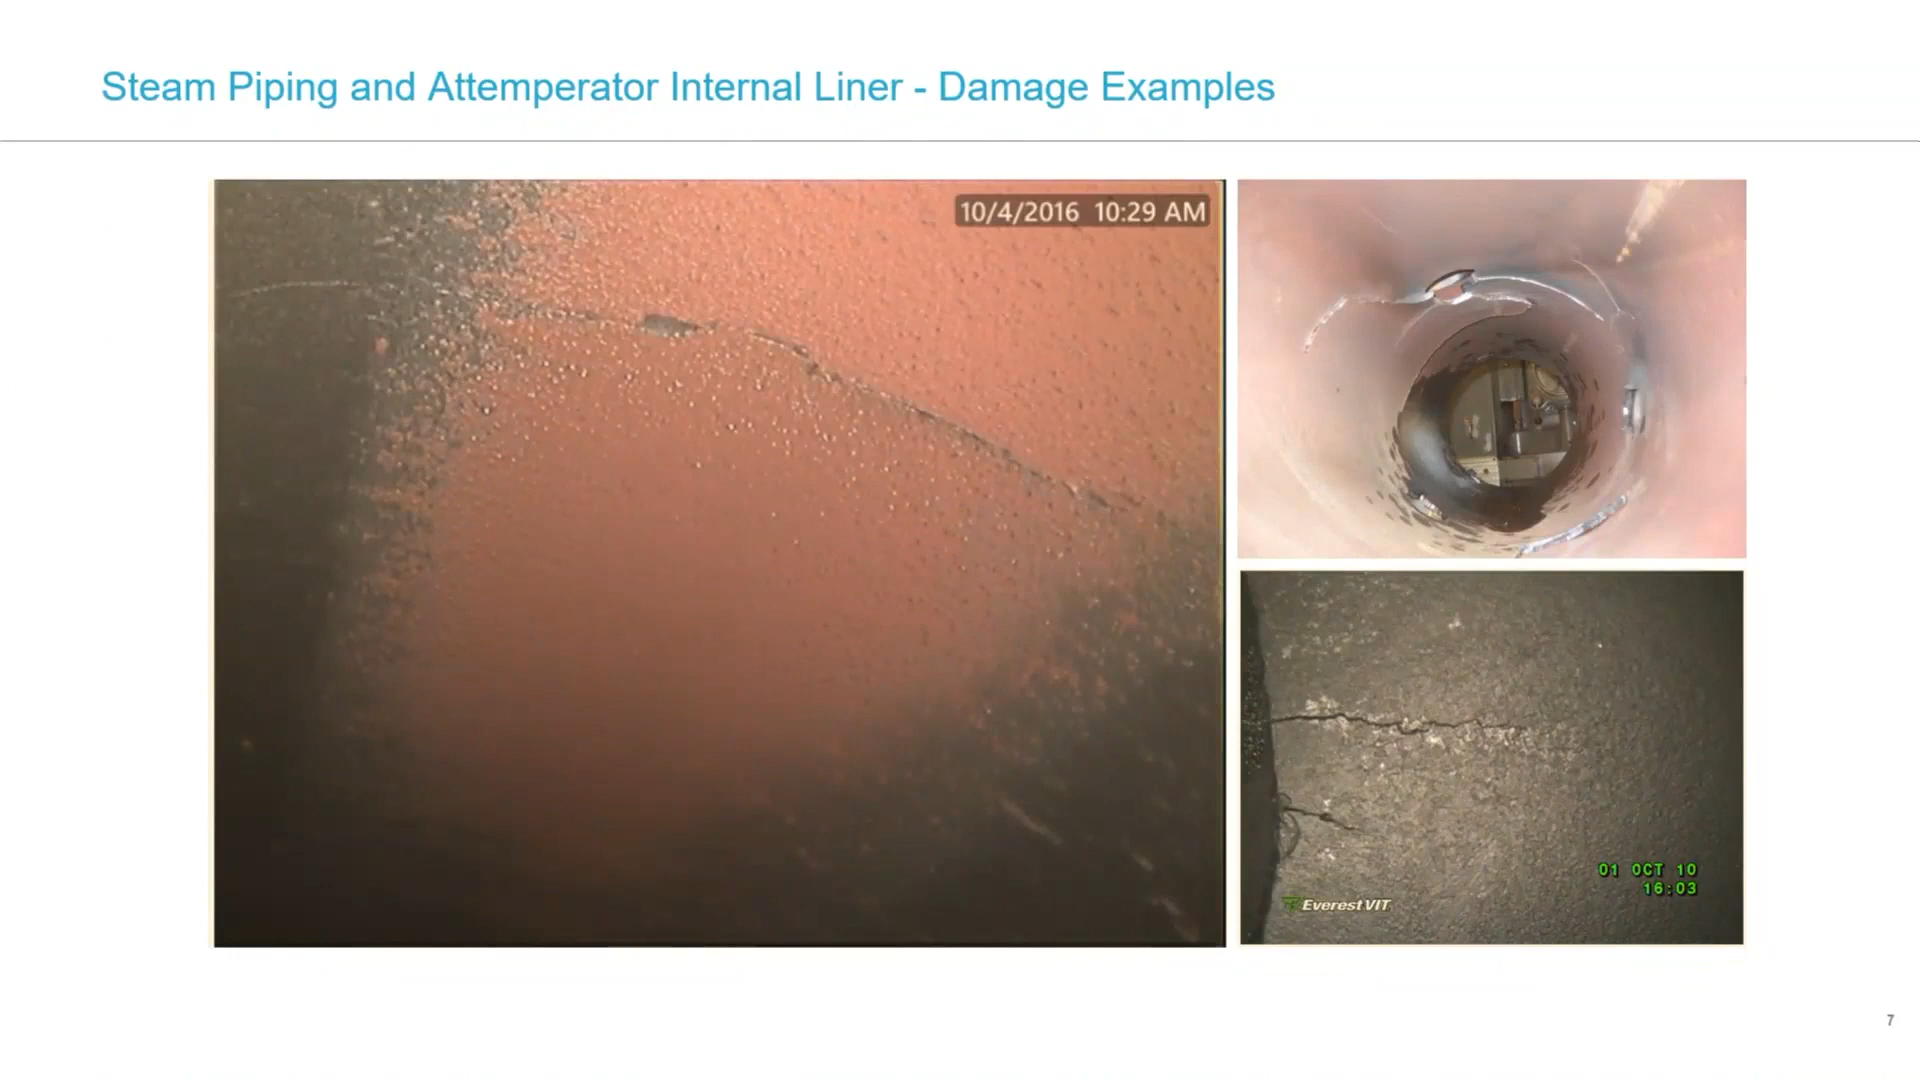 Steam Piping and Attemperator Internal Liner - Damage Examples
10/4/2016 10:29 AM
01 OCT 10
16:03
Everest VIT
7